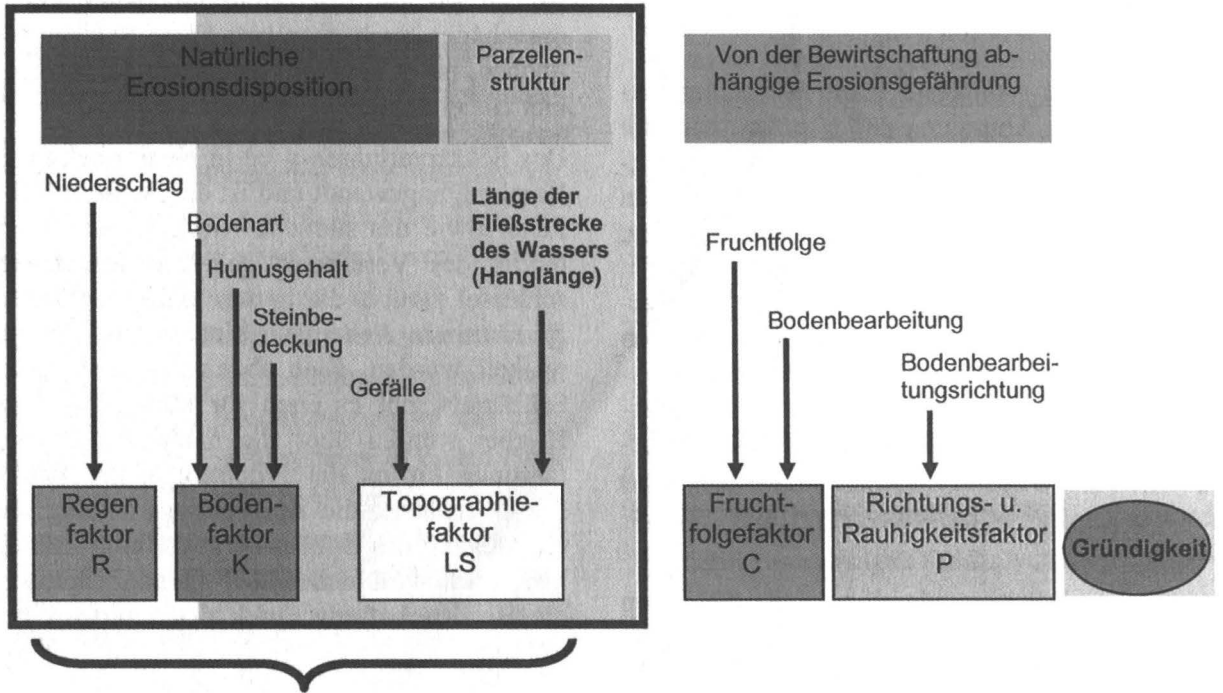 Natürliche
Erosionsdisposition
Parzellen-
struktur
Von der Bewirtschaftung ab-
hängige Erosionsgefährdung
Niederschlag
Bodenart
Humusgehalt
Steinbe-
deckung
Gefälle
Länge der
Fließstrecke
des Wassers
(Hanglänge)
Fruchtfolge
Bodenbearbeitung
Bodenbearbei-
tungsrichtung
Regen
faktor
R
Boden-
faktor
K
Topographie-
faktor
LS
Frucht-
folgefaktor
C
Richtungs- u.
Rauhigkeitsfaktor
P
Gründigkeit